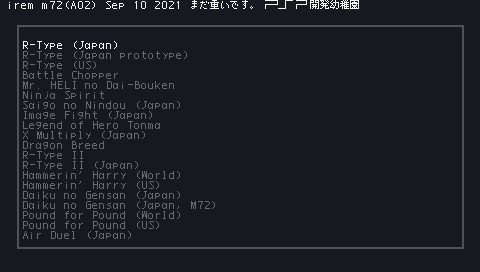 irem m72(A02) Sep 10 2021 まだ重いです。 開発幼稚園
R-Type (Japan)
R-Type (Japan prototype)
R-Type (US)
Battle Chopper
Mr. HELI no Dai-Bouken
Ninja Spirit
Saigo no Nindou (Japan)
Image Fight (Japan)
Legend of Hero Tonma
X Multiply (Japan)
Dragon Breed
R-Type II
R-Type II (Japan)
Hammerin' Harry (World)
Hammerin' Harry (US)
Daiku no Gensan (Japan)
Daiku no Gensan (Japan, M72)
Pound for Pound (World)
Pound for Pound (US)
Air Duel (Japan)